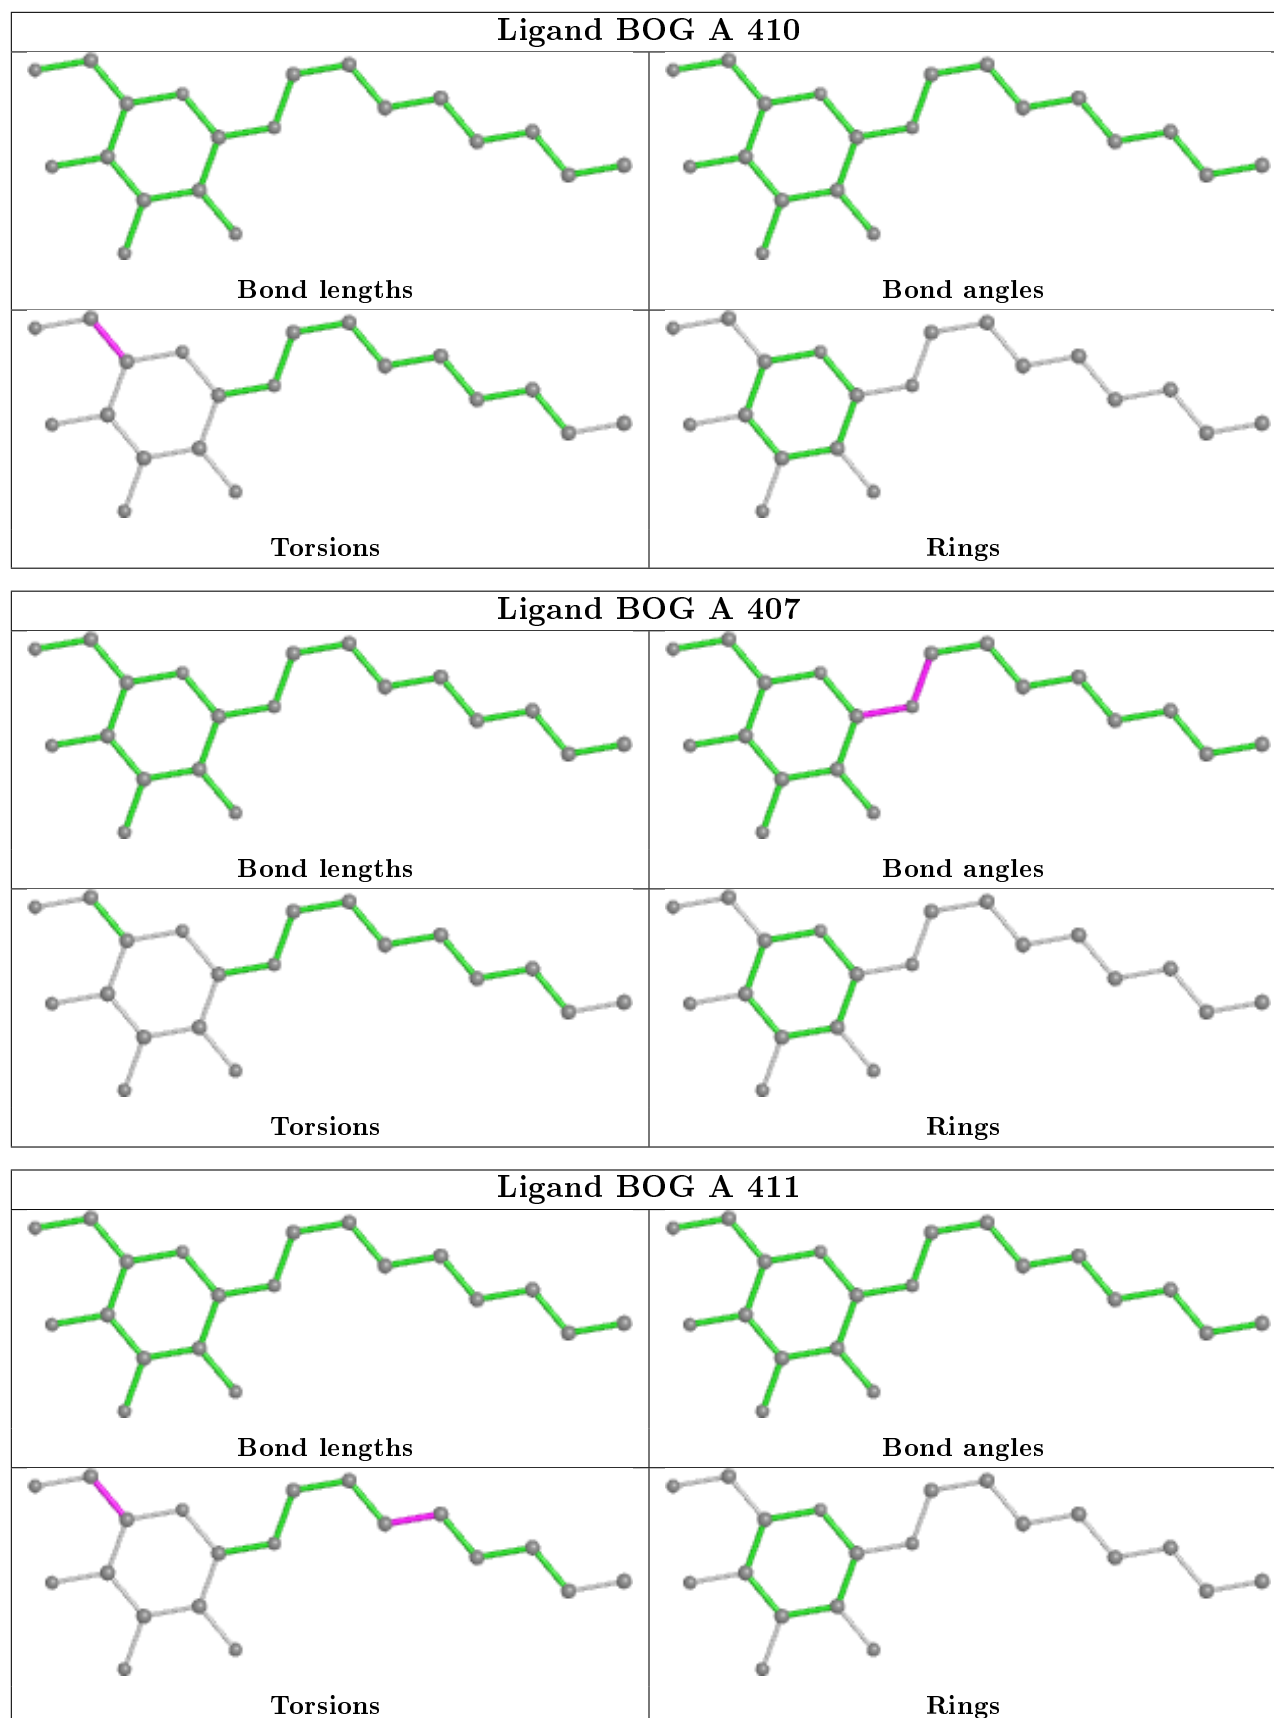 Ligand BOG A 410
Bond lengths
Bond angles
Torsions
Rings
Ligand BOG A 407
Bond lengths
Bond angles
Torsions
Rings
Ligand BOG A 411
Bond lengths
Bond angles
Torsions
Rings